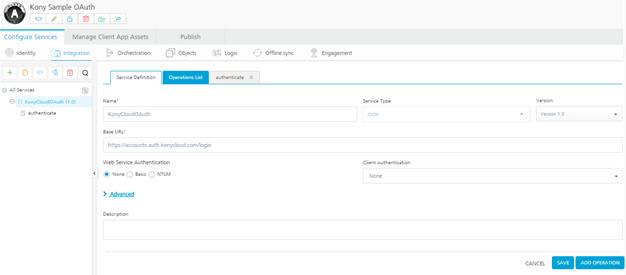 Kony Sample OAuth
Configure Services Manage Client App Assets Publish
Identity Integration Orchestration Objects Logic Offline sync Engagement
Service Definition Operations List authenticate
All Services
KonyCloudOAuth (1.0)
authenticate
Name* Service Type Version
KonyCloudOAuth JSON Version 1.0
Base URL*
https://accounts.auth.konycloud.com/login
Web Service Authentication Client Authentication
None Basic NTLM None
Advanced
Description
CANCEL SAVE ADD OPERATION